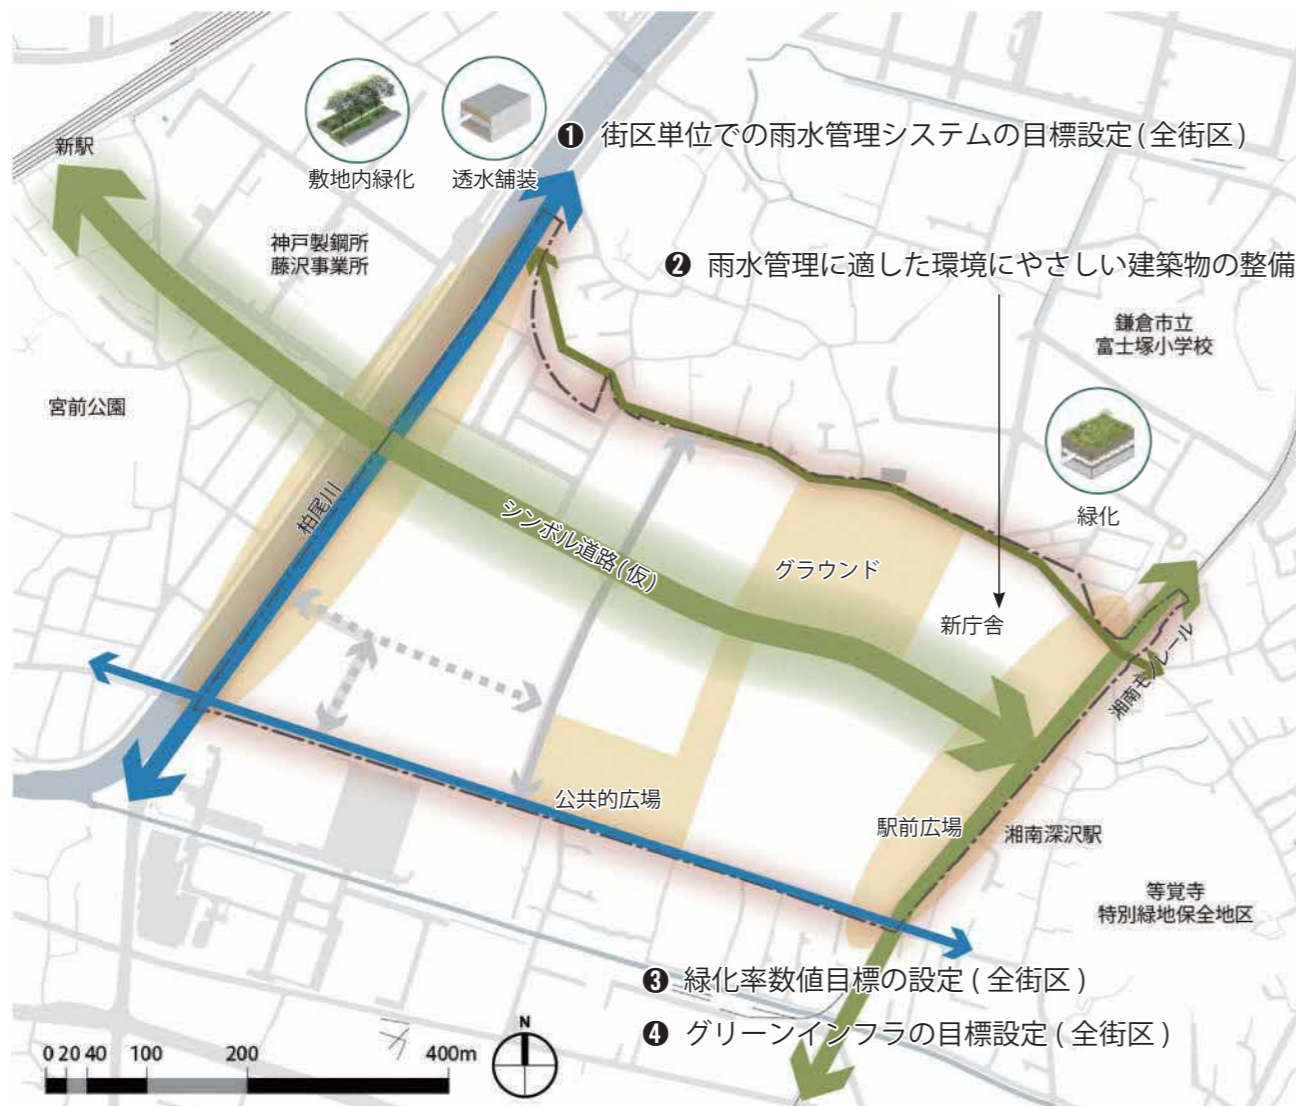 新駅
敷地内緑化
透水舗装
❶ 街区単位での雨水管理システムの目標設定(全街区)
神戸製鋼所
藤沢事業所
❷ 雨水管理に適した環境にやさしい建築物の整備
鎌倉市立
富士塚小学校
宮前公園
緑化
柏尾川
シンボル道路(仮)
グラウンド
新庁舎
湘南モノレール
公共的広場
駅前広場
湘南深沢駅
等覚寺
特別緑地保全地区
❸ 緑化率数値目標の設定(全街区)
❹ グリーンインフラの目標設定(全街区)
0 20 40 100 200 400m
N